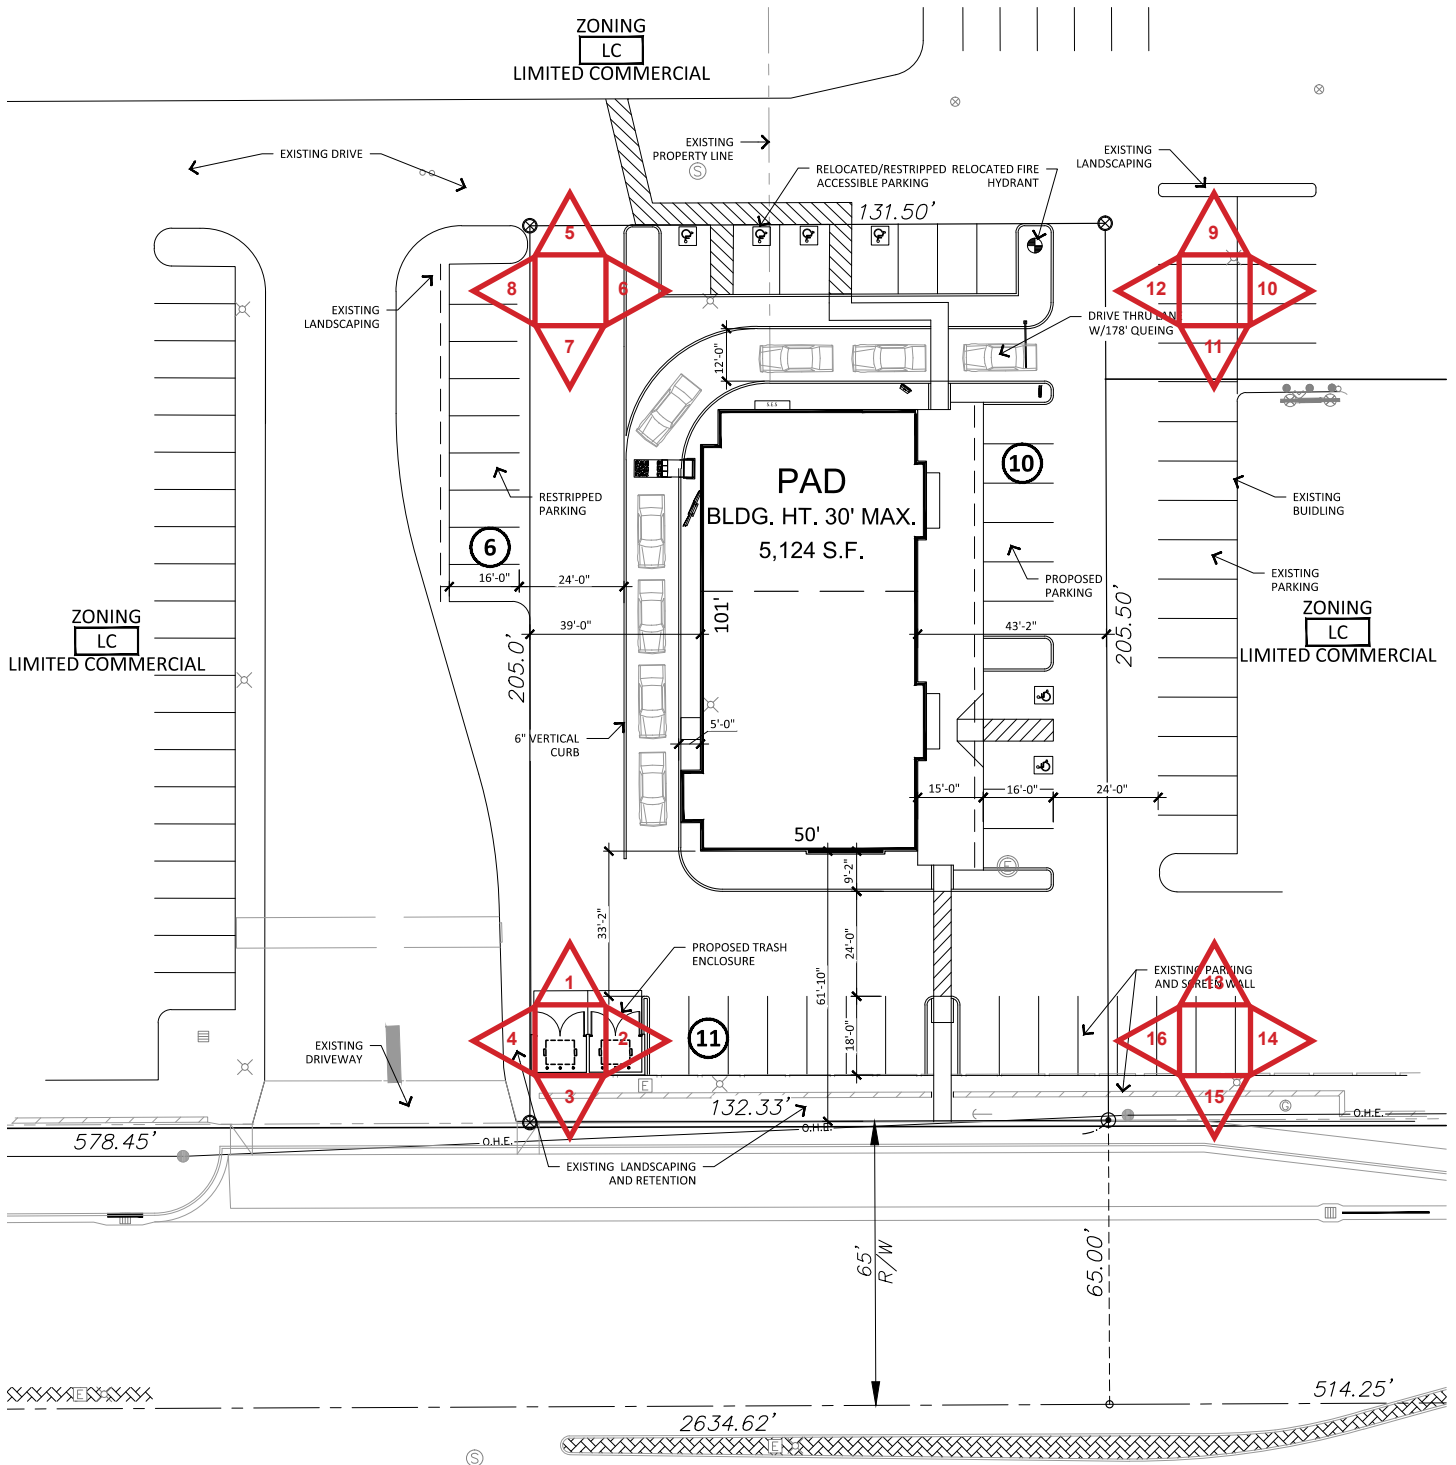 ZONING
LC
LIMITED COMMERCIAL
EXISTING DRIVE
EXISTING
PROPERTY LINE
S
RELOCATED/RESTRIPPED
ACCESSIBLE PARKING
RELOCATED FIRE
HYDRANT
EXISTING
LANDSCAPING
131.50'
5
8
6
7
9
12
10
11
EXISTING
LANDSCAPING
DRIVE THRU LANE
W/178' QUEING
12'-0"
S.E.S
PAD
BLDG. HT. 30' MAX.
5,124 S.F.
10
RESTRIPPED
PARKING
6
EXISTING
BUIDLING
EXISTING
PARKING
PROPOSED
PARKING
16'-0"
24'-0"
39'-0"
43'-2"
101'
205.0'
205.50'
ZONING
LC
LIMITED COMMERCIAL
ZONING
LC
LIMITED COMMERCIAL
6" VERTICAL
CURB
5'-0"
15'-0"
16'-0"
24'-0"
50'
9'-2"
E
33'-2"
24'-0"
61'-10"
18'-0"
PROPOSED TRASH
ENCLOSURE
EXISTING PARKING
AND SCREEN WALL
1
4
2
3
11
13
16
14
15
EXISTING
DRIVEWAY
E
G
132.33'
O.H.E.
O.H.E.
O.H.E.
578.45'
EXISTING LANDSCAPING
AND RETENTION
65'
R/W
65.00'
514.25'
2634.62'
E
E
S